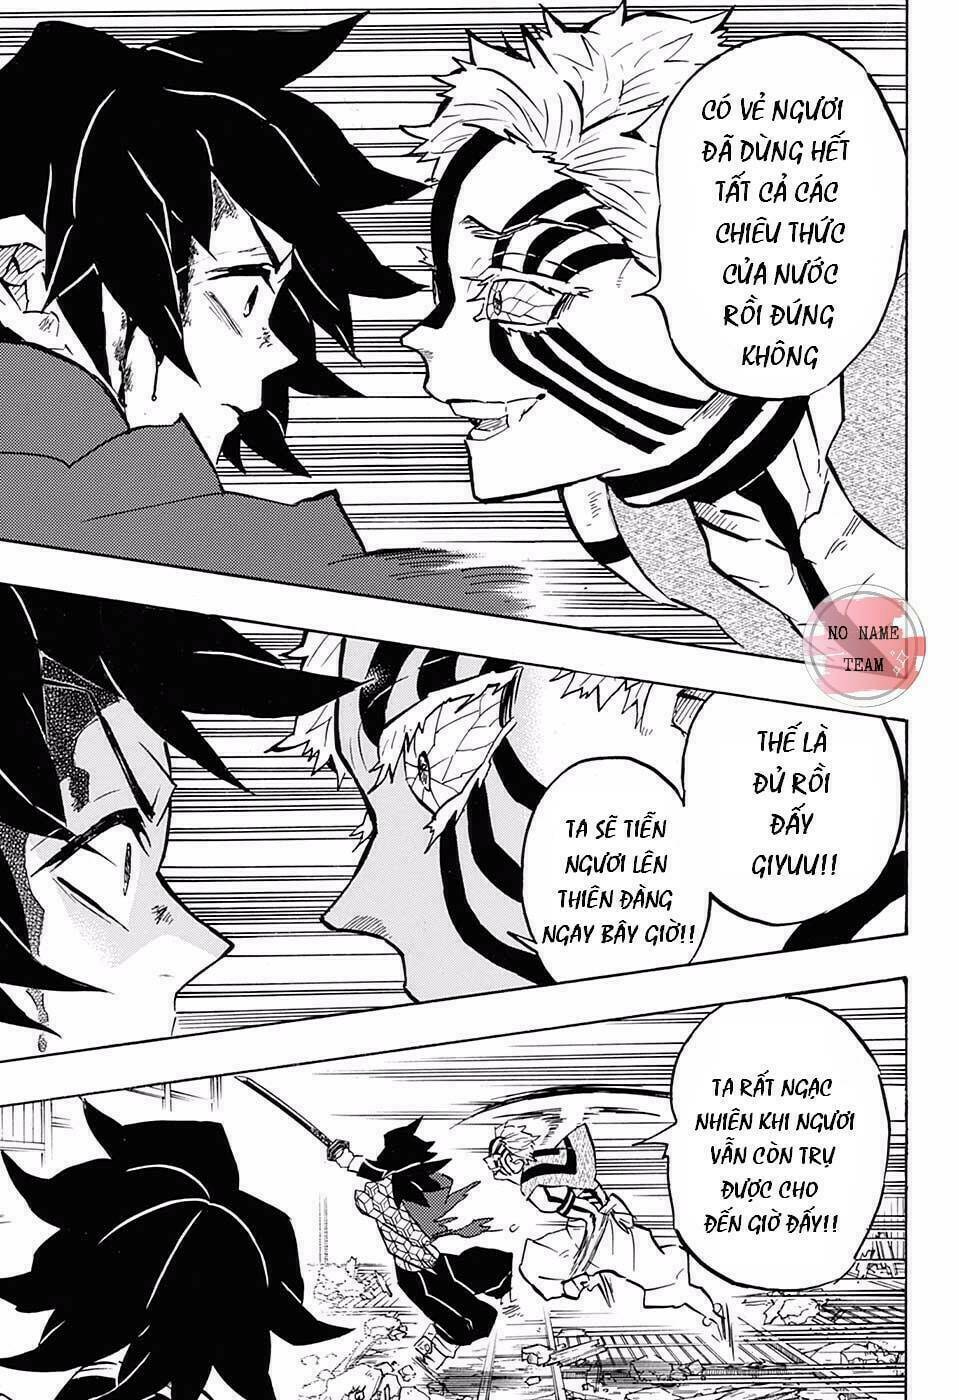 CÓ VẺ NGƯƠI
ĐÃ DÙNG HẾT
TẤT CẢ CÁC
CHIÊU THỨC
CỦA NƯỚC
RỒI ĐÚNG
KHÔNG
NO NAME
TEAM
THẾ LÀ
ĐỦ RỒI
ĐẤY
GIYUU!!
TA SẼ TIỄN
NGƯƠI LÊN
THIÊN ĐÀNG
NGAY BÂY GIỜ!!
TA RẤT NGẠC
NHIÊN KHI NGƯƠI
VẪN CÒN TRỤ
ĐƯỢC CHO
ĐẾN GIỜ ĐẤY!!